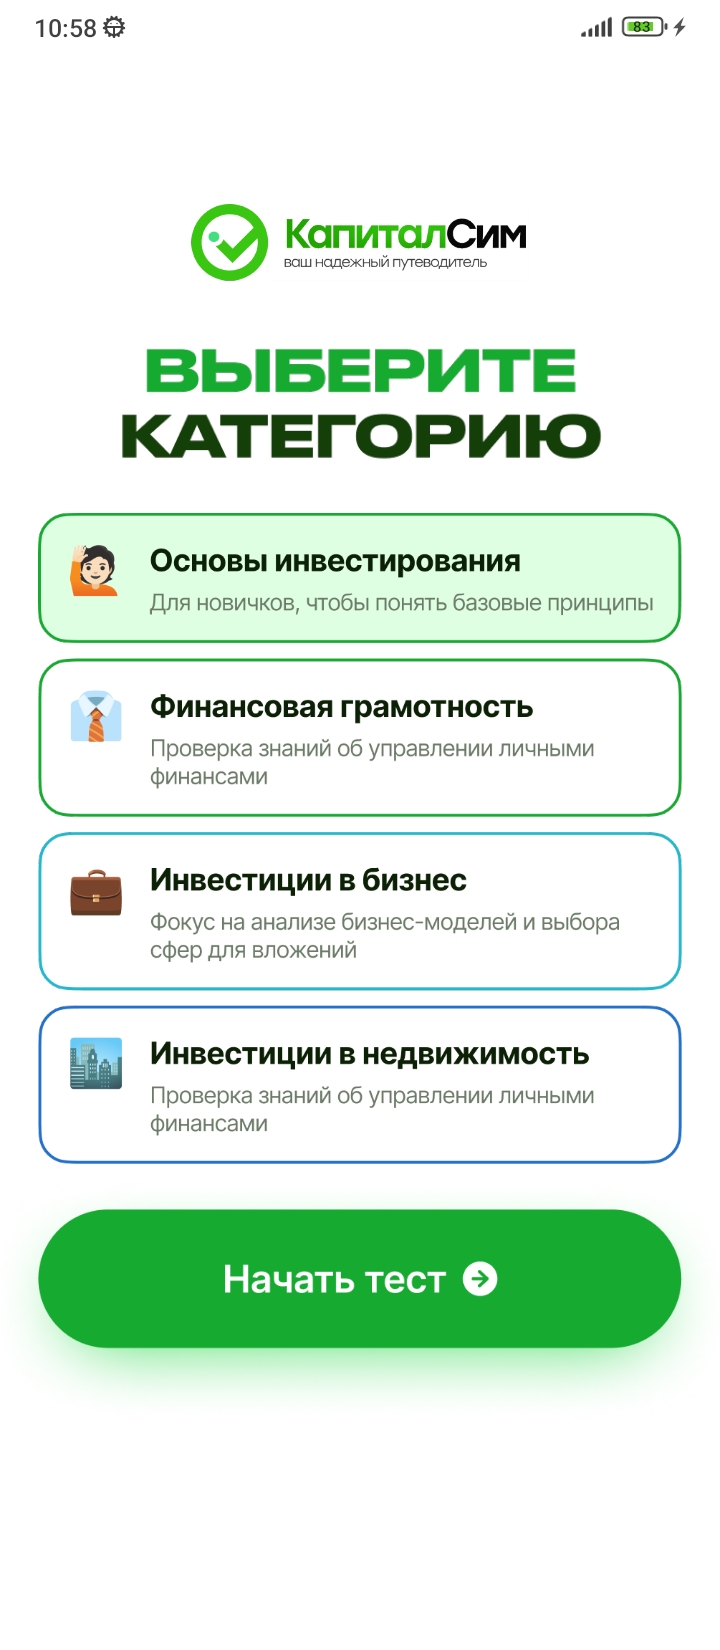 10:58
83
КапиталСим
ваш надежный путеводитель
ВЫБЕРИТЕ
КАТЕГОРИЮ
Основы инвестирования
Для новичков, чтобы понять базовые принципы
Финансовая грамотность
Проверка знаний об управлении личными
финансами
Инвестиции в бизнес
Фокус на анализе бизнес-моделей и выбора
сфер для вложений
Инвестиции в недвижимость
Проверка знаний об управлении личными
финансами
Начать тест